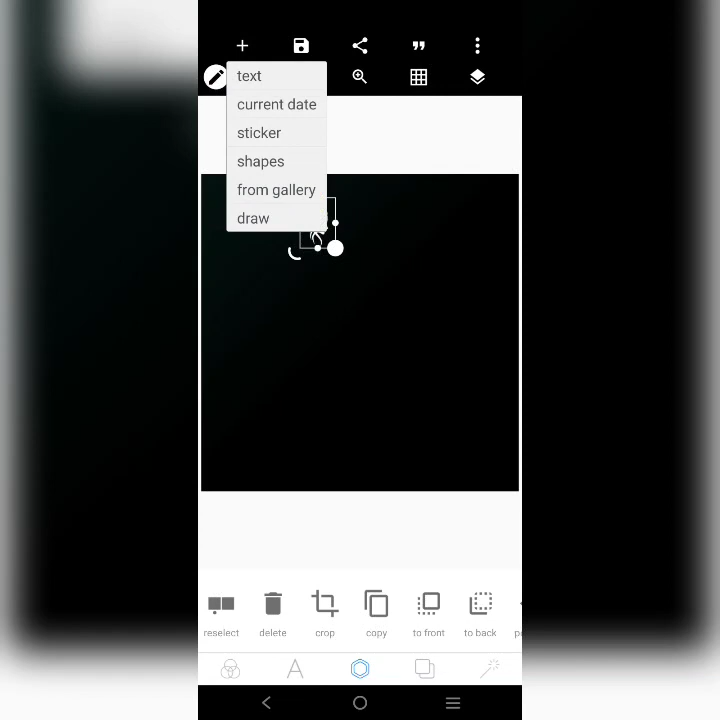 text
current date
sticker
shapes
from gallery
draw
reselect
delete
crop
copy
to front
to back